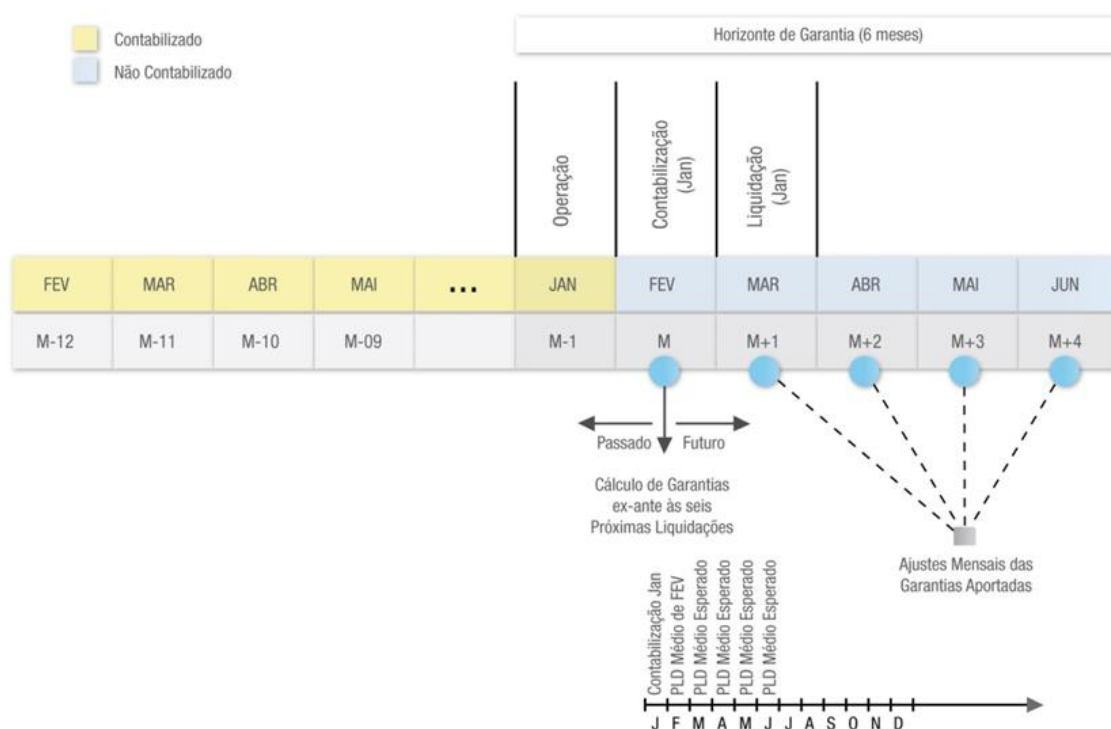 Contabilizado
Não Contabilizado
Horizonte de Garantia (6 meses)
Operação
Contabilização
(Jan)
Liquidação
(Jan)
FEV MAR ABR MAI ... JAN FEV MAR ABR MAI JUN
M-12 M-11 M-10 M-09 M-1 M M+1 M+2 M+3 M+4
Passado Futuro
Cálculo de Garantias
ex-ante às seis
Próximas Liquidações
Ajustes Mensais das
Garantias Aportadas
Contabilização Jan
PLD Médio de FEV
PLD Médio Esperado
PLD Médio Esperado
PLD Médio Esperado
PLD Médio Esperado
J F M A M J J A S O N D